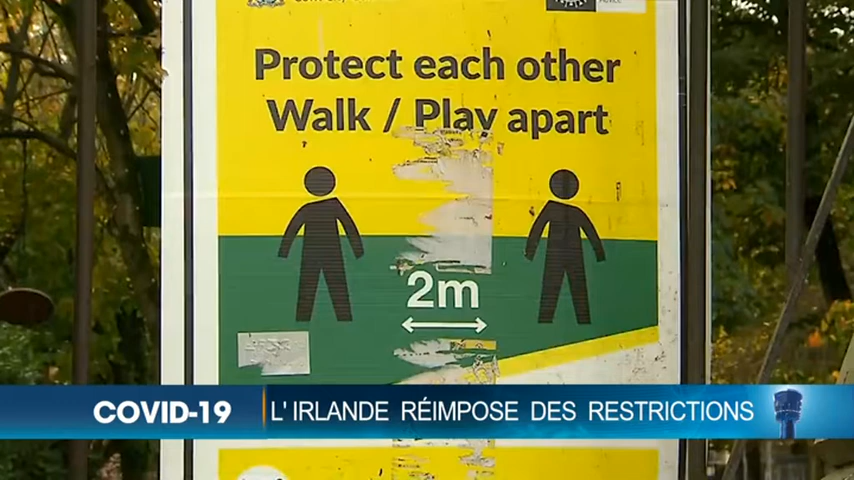 Protect each other
Walk / Play apart
2m
COVID-19
L' IRLANDE RÉIMPOSE DES RESTRICTIONS